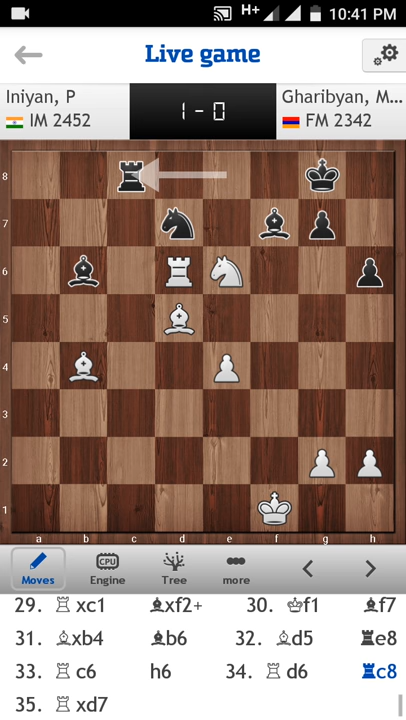 H+ 10:41 PM
Live game
Iniyan, P
IM 2452
1 - 0
Gharibyan, M...
FM 2342
8
7
6
5
4
3
2
1
a b c d e f g h
Moves Engine Tree more
CPU
29. ♖xc1 ♝xf2+ 30. ♔f1 ♝f7
31. ♗xb4 ♝b6 32. ♗d5 ♜e8
33. ♖c6 h6 34. ♖d6 ♜c8
35. ♖xd7